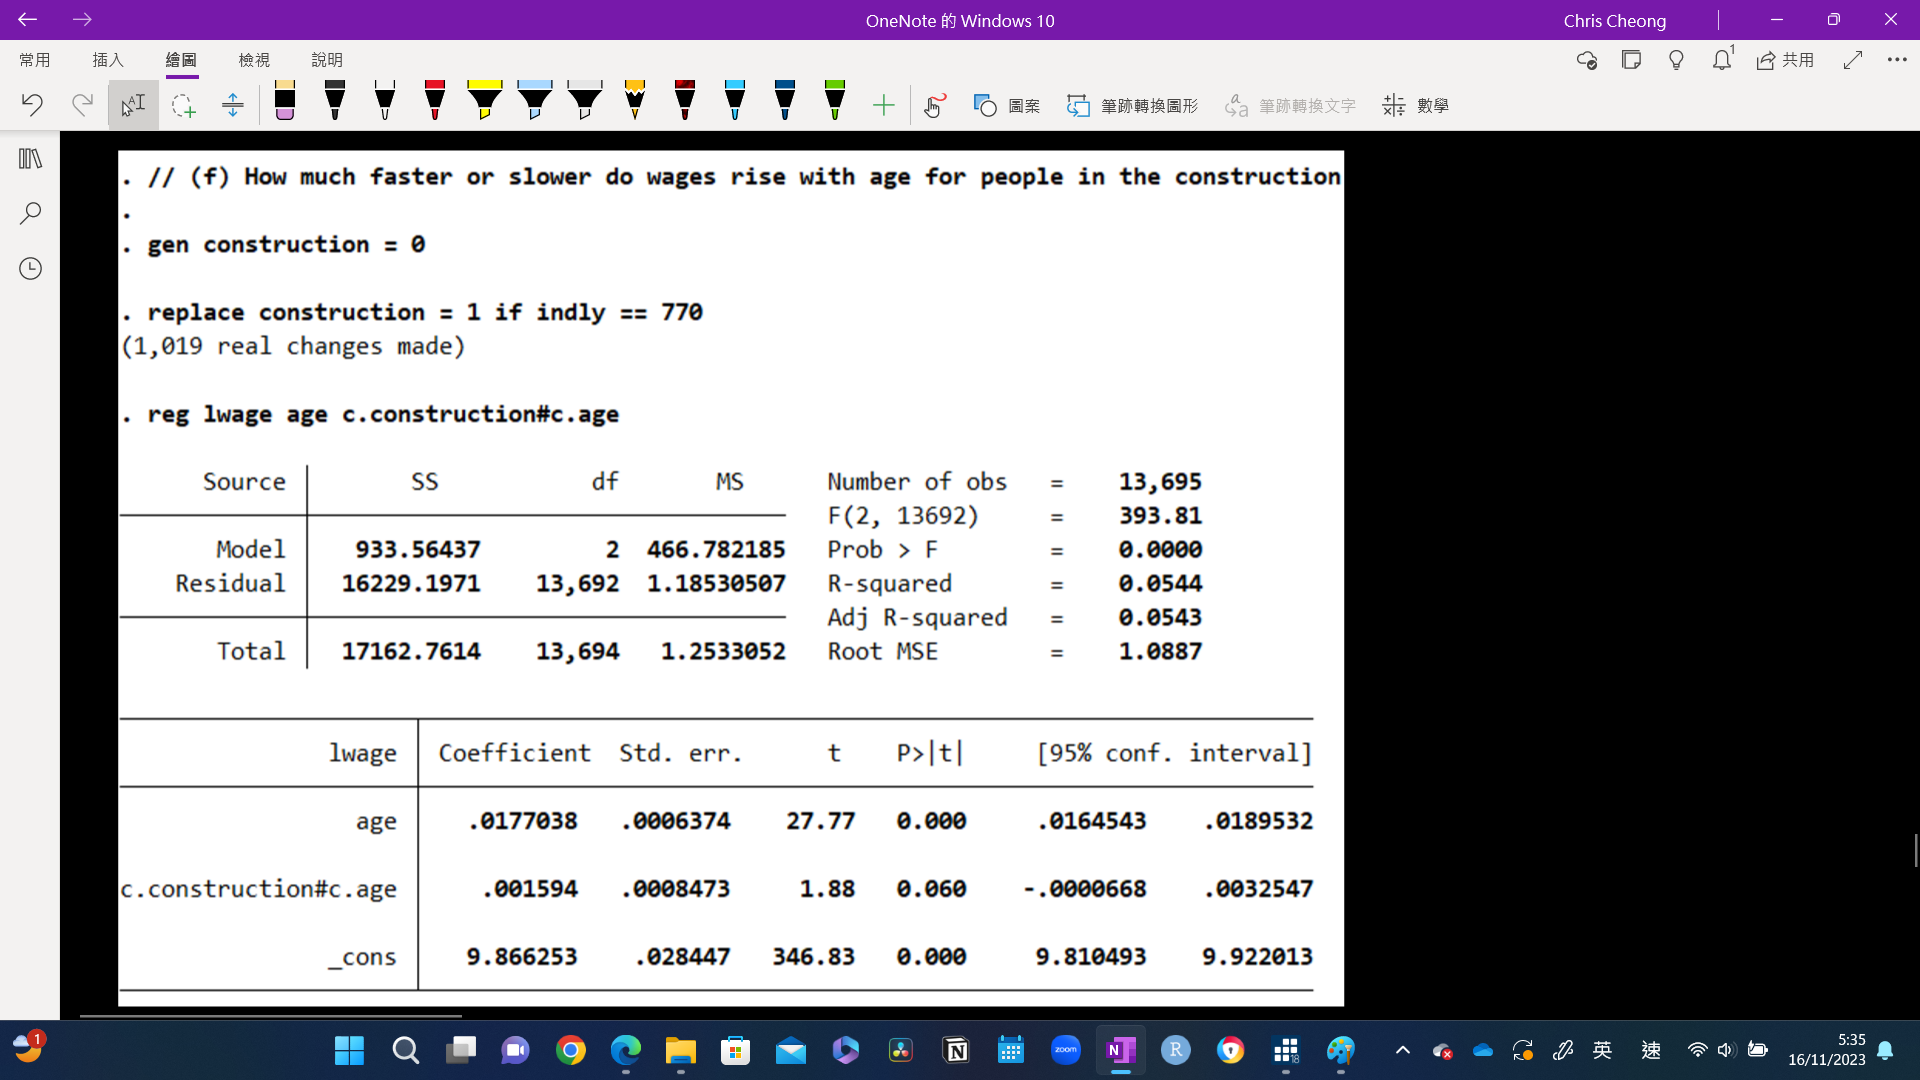 OneNote 的 Windows 10
Chris Cheong
常用 插入 繪圖 檢視 說明
1
共用
圖案 筆跡轉換圖形 筆跡轉換文字 數學
. // (f) How much faster or slower do wages rise with age for people in the construction
.
. gen construction = 0
. replace construction = 1 if indly == 770
(1,019 real changes made)
. reg lwage age c.construction#c.age
Source SS df MS Number of obs = 13,695
F(2, 13692) = 393.81
Model 933.56437 2 466.782185 Prob > F = 0.0000
Residual 16229.1971 13,692 1.18530507 R-squared = 0.0544
Adj R-squared = 0.0543
Total 17162.7614 13,694 1.2533052 Root MSE = 1.0887
lwage Coefficient Std. err. t P>|t| [95% conf. interval]
age .0177038 .0006374 27.77 0.000 .0164543 .0189532
c.construction#c.age .001594 .0008473 1.88 0.060 -.0000668 .0032547
_cons 9.866253 .028447 346.83 0.000 9.810493 9.922013
1
zoom
N
R
18
英
速
5:35
16/11/2023